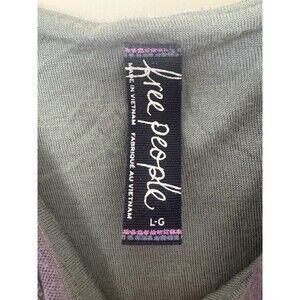 free people
MADE IN VIETNAM
FABRIQUÉ AU VIETNAM
L-G